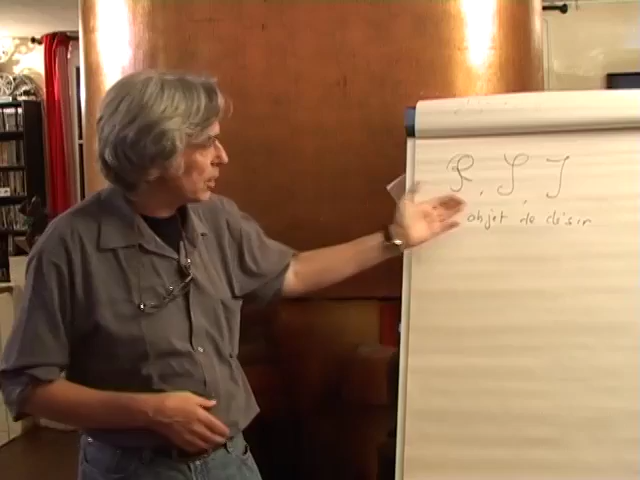 R, S, I
objet de désir